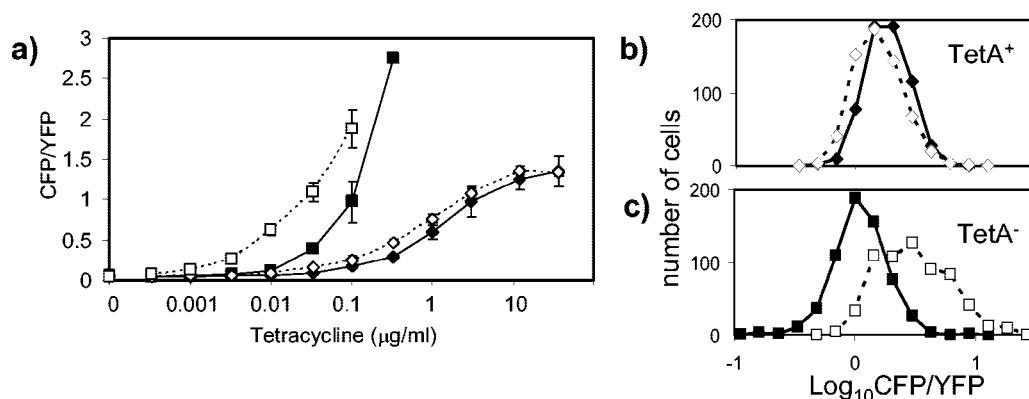 a)
CFP/YFP
3
2.5
2
1.5
1
0.5
0
0 0.001 0.01 0.1 1 10
Tetracycline (μg/ml)
b)
TetA+
200
100
0
number of cells
c)
TetA-
200
100
0
-1 0 1
Log10CFP/YFP